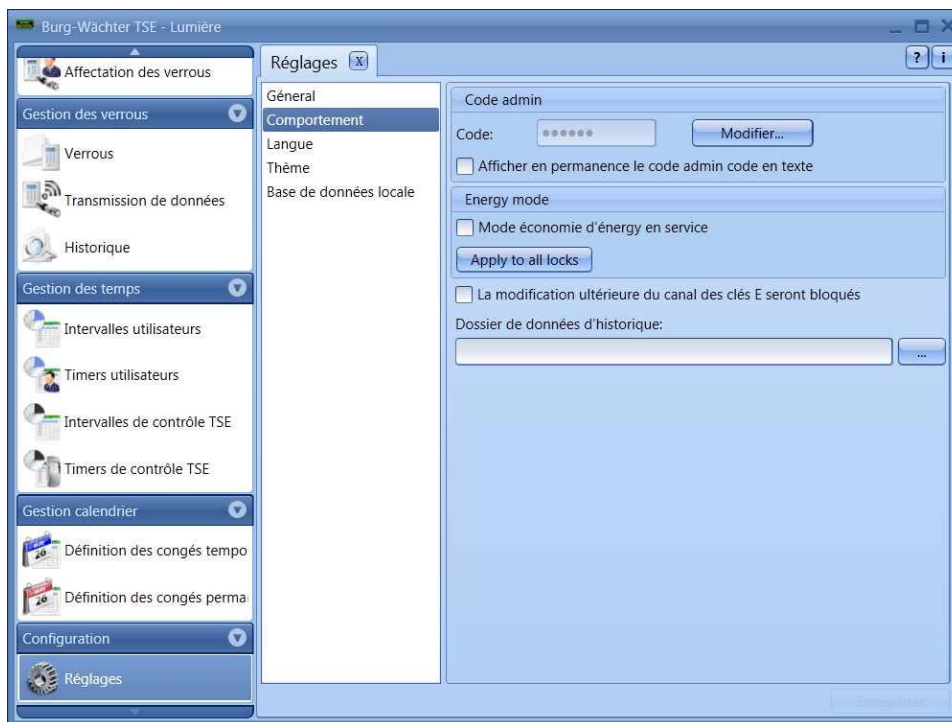 Burg-Wächter TSE - Lumière
Affectation des verrous
Gestion des verrous
Verrous
Transmission de données
Historique
Gestion des temps
Intervalles utilisateurs
Timers utilisateurs
Intervalles de contrôle TSE
Timers de contrôle TSE
Gestion calendrier
Définition des congés tempo
Définition des congés perma
Configuration
Réglages
Réglages X
? i
Géneral
Comportement
Langue
Thème
Base de données locale
Code admin
Code: Modifier...
Afficher en permanence le code admin code en texte
Energy mode
Mode économie d'énergy en service
Apply to all locks
La modification ultérieure du canal des clés E seront bloqués
Dossier de données d'historique:
...
Enregistrer